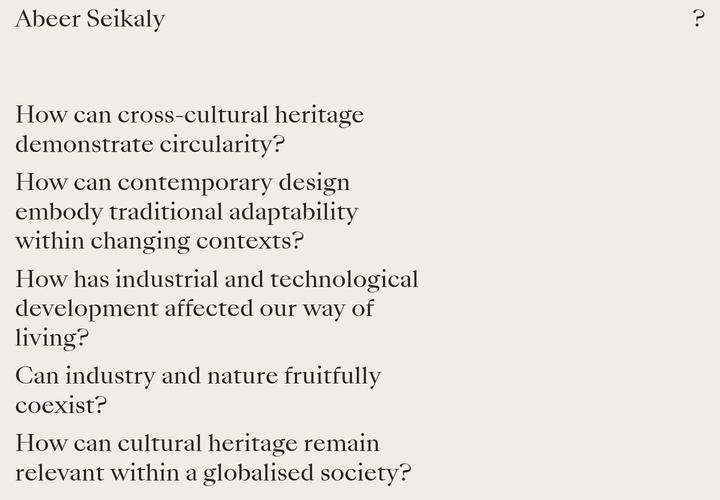 Abeer Seikaly
?
How can cross-cultural heritage
demonstrate circularity?
How can contemporary design
embody traditional adaptability
within changing contexts?
How has industrial and technological
development affected our way of
living?
Can industry and nature fruitfully
coexist?
How can cultural heritage remain
relevant within a globalised society?